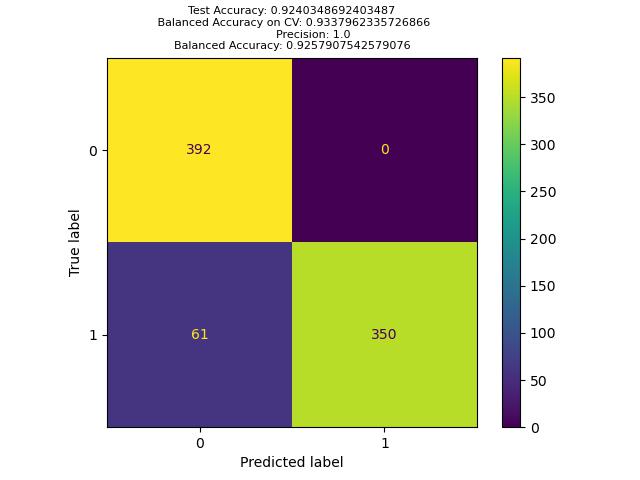 Test Accuracy: 0.9240348692403487
Balanced Accuracy on CV: 0.9337962335726866
Precision: 1.0
Balanced Accuracy: 0.9257907542579076
350
300
250
200
150
100
50
0
True label
0
1
392
0
61
350
0
1
Predicted label